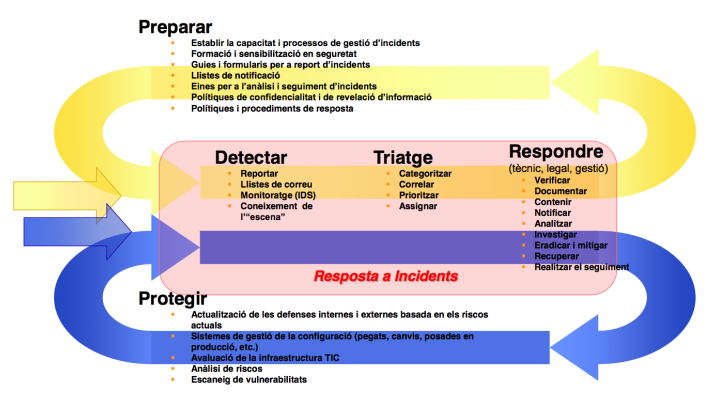 Preparar
Establir la capacitat i processos de gestió d'incidents
Formació i sensibilització en seguretat
Guies i formularis per a report d'incidents
Llistes de notificació
Eines per a l'anàlisi i seguiment d'incidents
Polítiques de confidencialitat i de revelació d'informació
Polítiques i procediments de resposta
Detectar
Reportar
Llistes de correu
Monitoratge (IDS)
Coneixement de
l'“escena”
Triatge
Categoritzar
Correlar
Prioritzar
Assignar
Respondre
(tècnic, legal, gestió)
Verificar
Documentar
Contenir
Notificar
Analitzar
Investigar
Eradicar i mitigar
Recuperar
Realitzar el seguiment
Resposta a Incidents
Protegir
Actualització de les defenses internes i externes basada en els riscos
actuals
Sistemes de gestió de la configuració (pegats, canvis, posades en
producció, etc.)
Avaluació de la infraestructura TIC
Anàlisi de riscos
Escaneig de vulnerabilitats